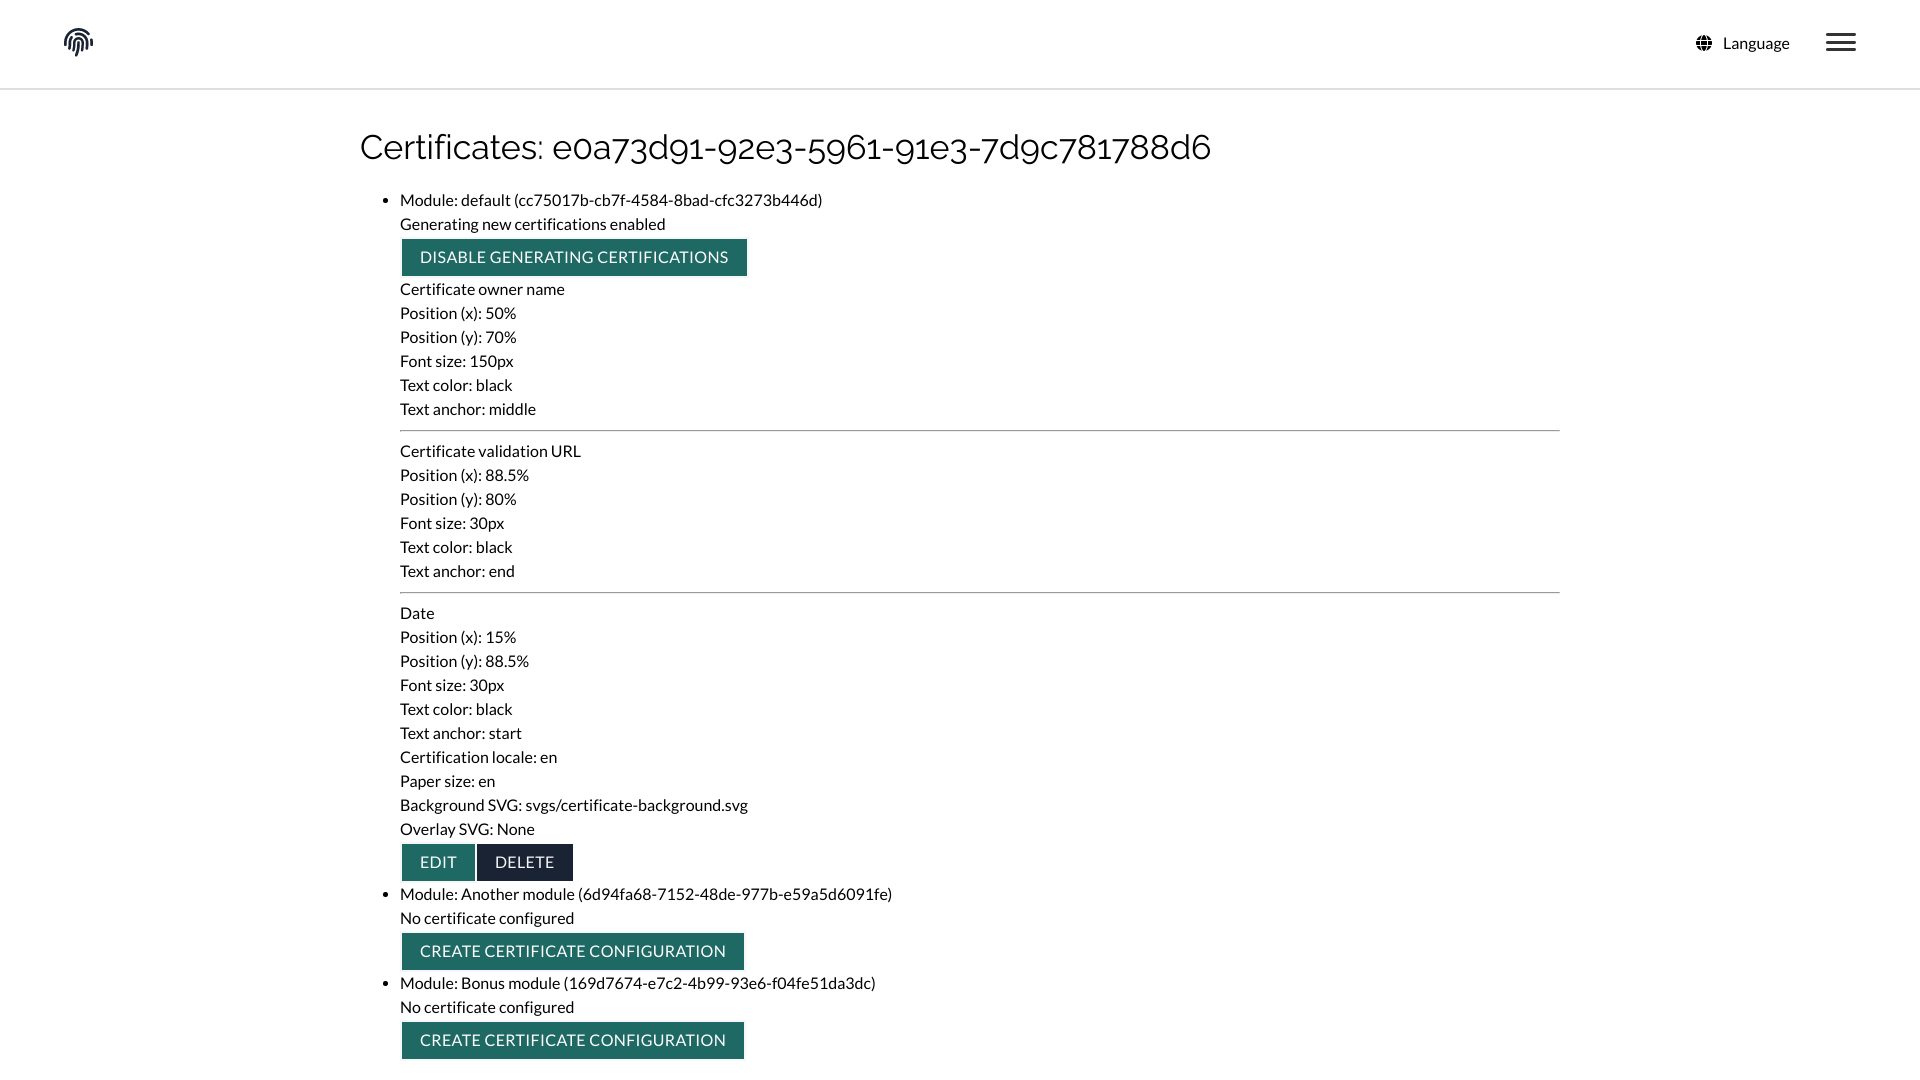 Language
Certificates: e0a73d91-92e3-5961-91e3-7d9c781788d6
Module: default (cc75017b-cb7f-4584-8bad-cfc3273b446d)
Generating new certifications enabled
DISABLE GENERATING CERTIFICATIONS
Certificate owner name
Position (x): 50%
Position (y): 70%
Font size: 150px
Text color: black
Text anchor: middle
Certificate validation URL
Position (x): 88.5%
Position (y): 80%
Font size: 30px
Text color: black
Text anchor: end
Date
Position (x): 15%
Position (y): 88.5%
Font size: 30px
Text color: black
Text anchor: start
Certification locale: en
Paper size: en
Background SVG: svgs/certificate-background.svg
Overlay SVG: None
EDIT DELETE
Module: Another module (6d94fa68-7152-48de-977b-e59a5d6091fe)
No certificate configured
CREATE CERTIFICATE CONFIGURATION
Module: Bonus module (169d7674-e7c2-4b99-93e6-f04fe51da3dc)
No certificate configured
CREATE CERTIFICATE CONFIGURATION